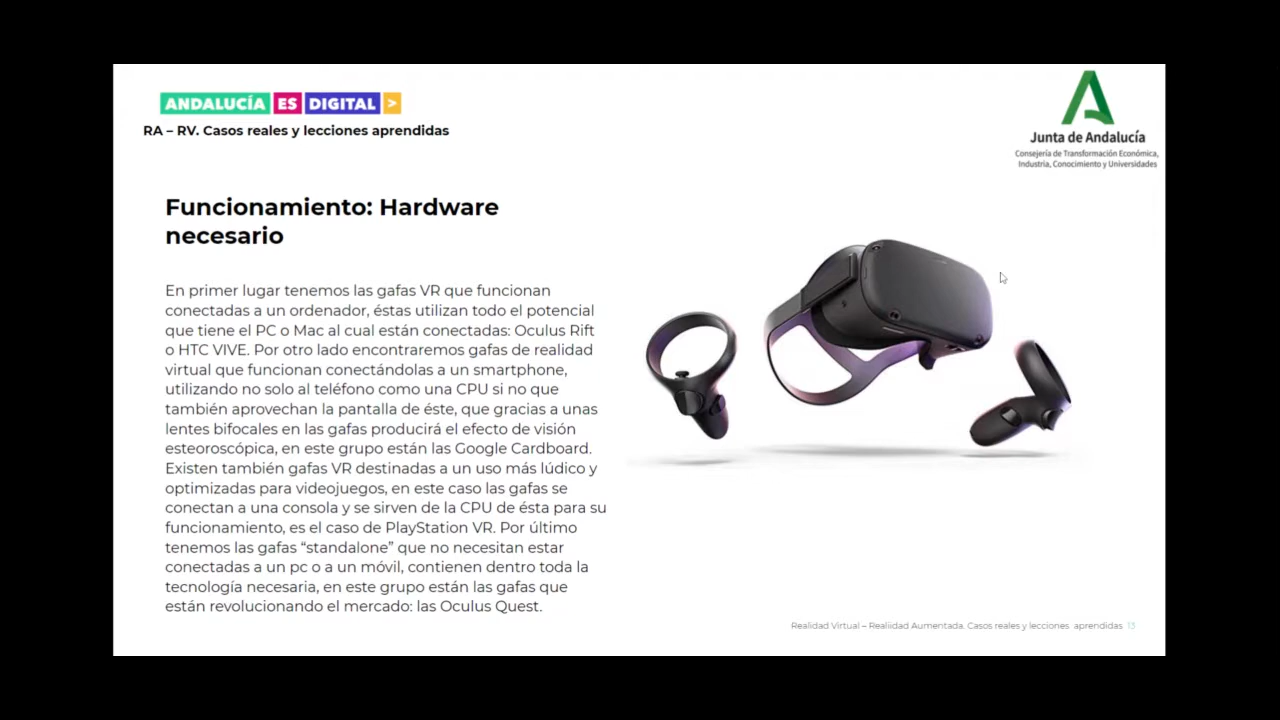 ANDALUCÍA ES DIGITAL >
RA – RV. Casos reales y lecciones aprendidas
Junta de Andalucía
Consejería de Transformación Económica,
Industria, Conocimiento y Universidades
Funcionamiento: Hardware
necesario
En primer lugar tenemos las gafas VR que funcionan
conectadas a un ordenador, éstas utilizan todo el potencial
que tiene el PC o Mac al cual están conectadas: Oculus Rift
o HTC VIVE. Por otro lado encontraremos gafas de realidad
virtual que funcionan conectándolas a un smartphone,
utilizando no solo al teléfono como una CPU si no que
también aprovechan la pantalla de éste, que gracias a unas
lentes bifocales en las gafas producirá el efecto de visión
esteoroscópica, en este grupo están las Google Cardboard.
Existen también gafas VR destinadas a un uso más lúdico y
optimizadas para videojuegos, en este caso las gafas se
conectan a una consola y se sirven de la CPU de ésta para su
funcionamiento, es el caso de PlayStation VR. Por último
tenemos las gafas “standalone” que no necesitan estar
conectadas a un pc o a un móvil, contienen dentro toda la
tecnología necesaria, en este grupo están las gafas que
están revolucionando el mercado: las Oculus Quest.
Realidad Virtual – Realiidad Aumentada. Casos reales y lecciones aprendidas 13